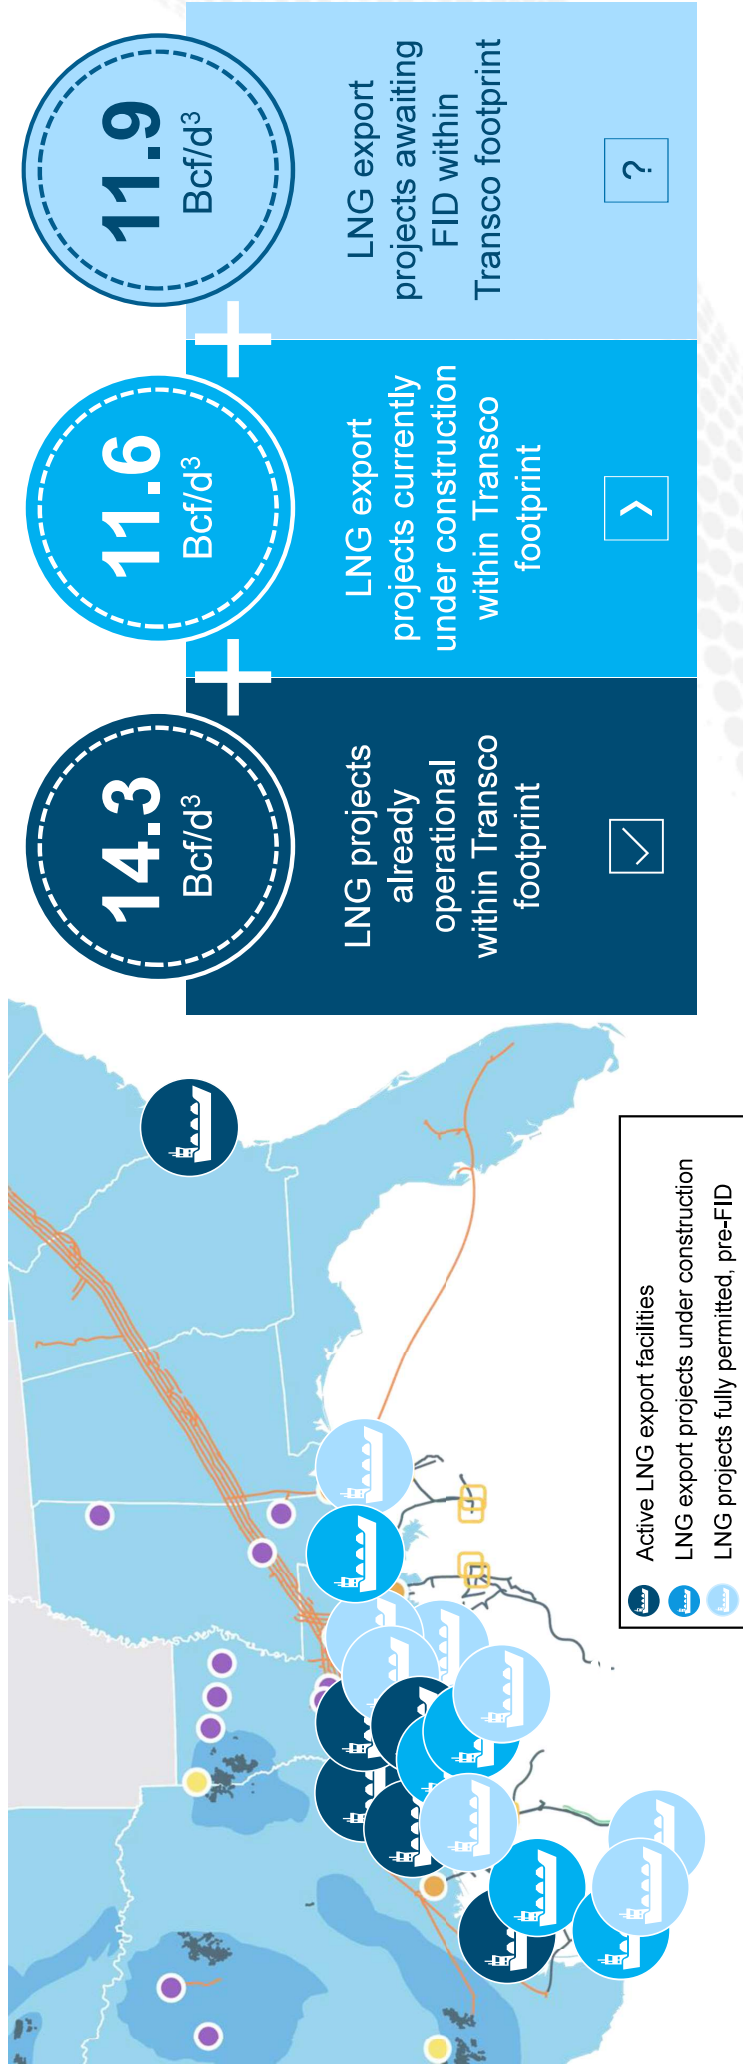 14.3
Bcf/d³
LNG projects
already
operational
within Transco
footprint
11.6
Bcf/d³
LNG export
projects currently
under construction
within Transco
footprint
11.9
Bcf/d³
LNG export
projects awaiting
FID within
Transco footprint
?
Active LNG export facilities
LNG export projects under construction
LNG projects fully permitted, pre-FID